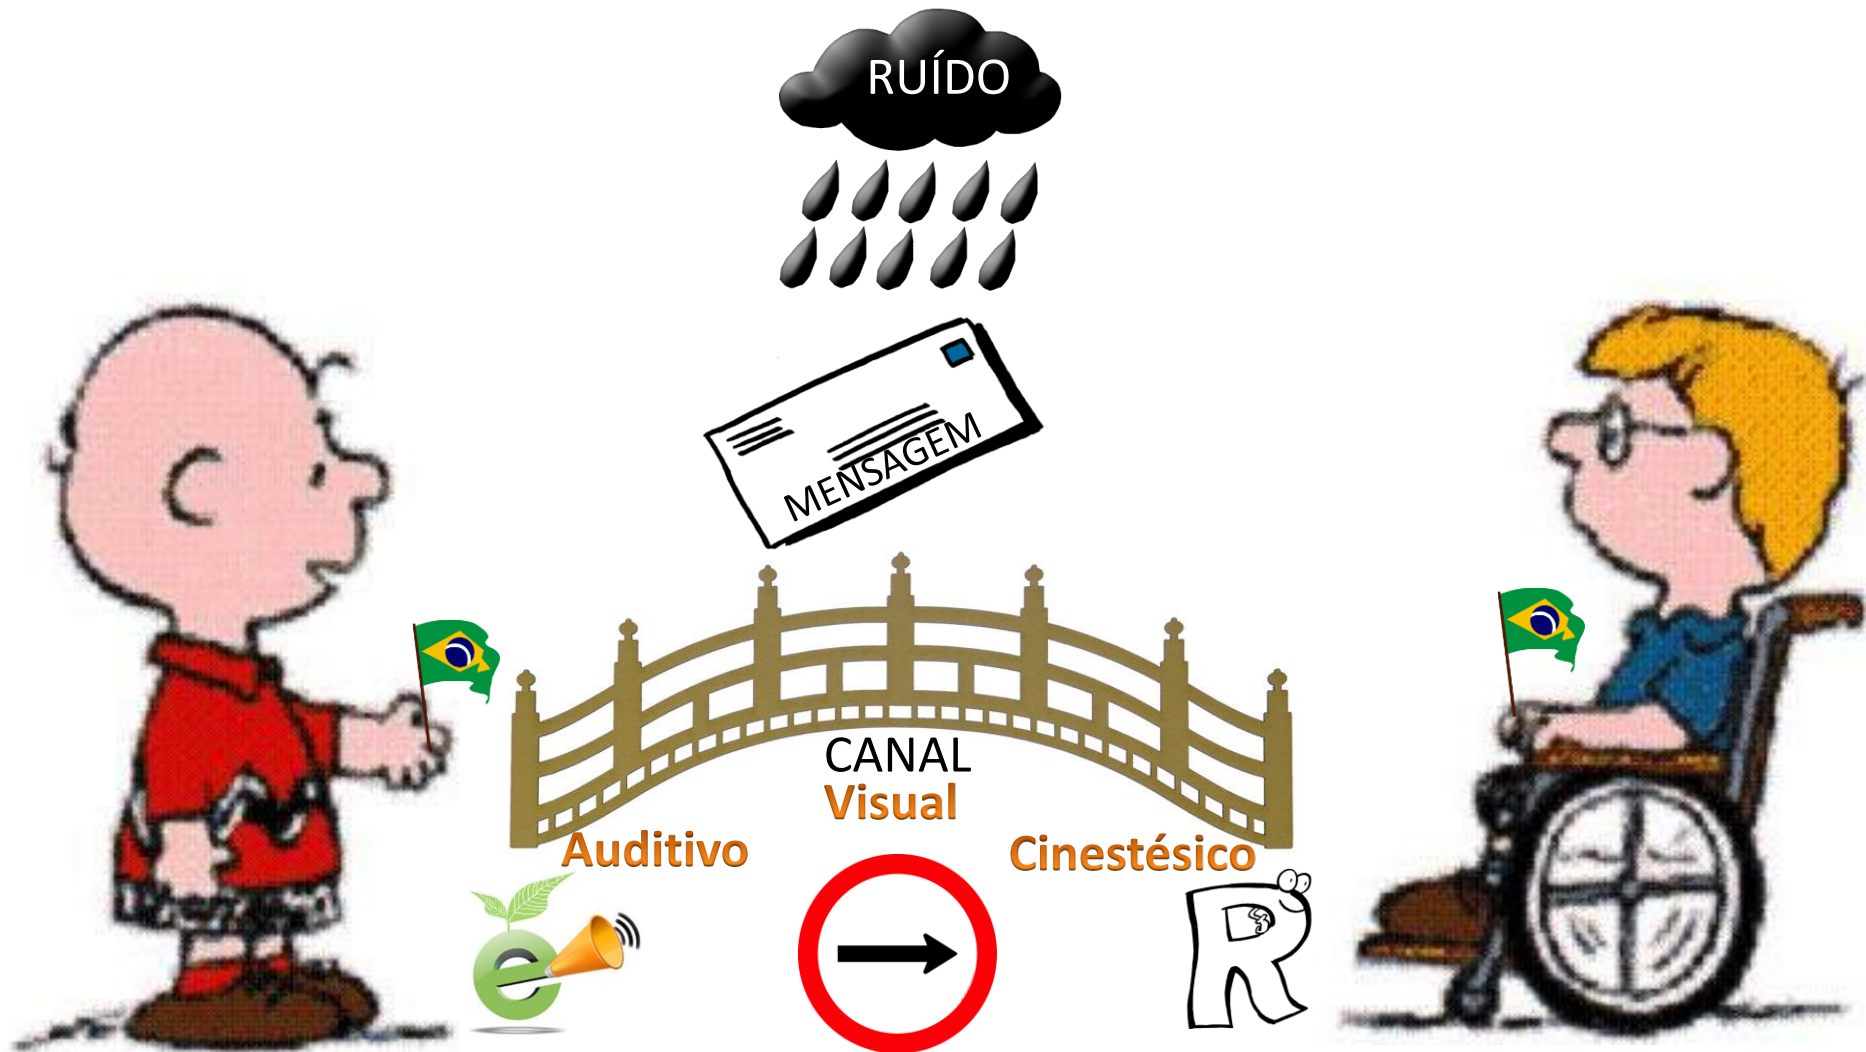 RUÍDO
MENSAGEM
CANAL
Visual
Auditivo
Cinestésico
e
R